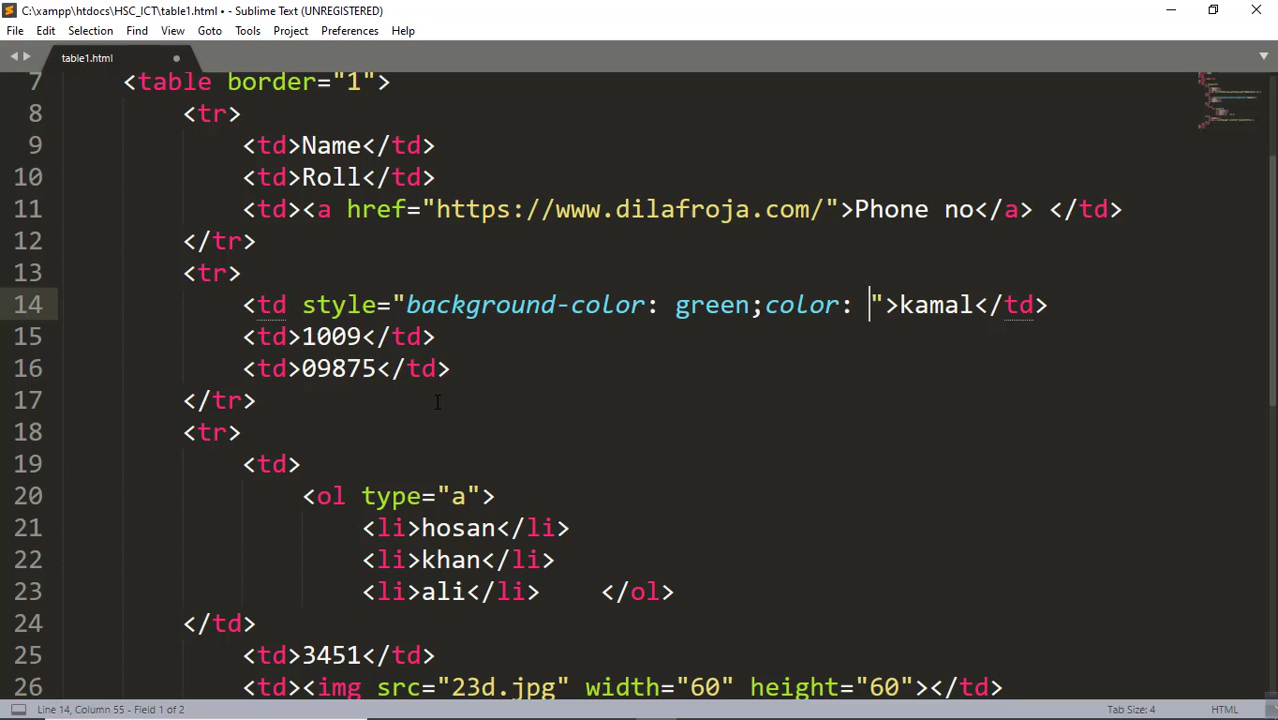 C:\xampp\htdocs\HSC_ICT\table1.html • - Sublime Text (UNREGISTERED)
File Edit Selection Find View Goto Tools Project Preferences Help
table1.html
7 <table border="1">
8 <tr>
9 <td>Name</td>
10 <td>Roll</td>
11 <td><a href="https://www.dilafroja.com/">Phone no</a> </td>
12 </tr>
13 <tr>
14 <td style="background-color: green;color: ">kamal</td>
15 <td>1009</td>
16 <td>09875</td>
17 </tr>
18 <tr>
19 <td>
20 <ol type="a">
21 <li>hosan</li>
22 <li>khan</li>
23 <li>ali</li> </ol>
24 </td>
25 <td>3451</td>
26 <td><img src="23d.jpg" width="60" height="60"></td>
Line 14, Column 55 - Field 1 of 2 Tab Size: 4 HTML